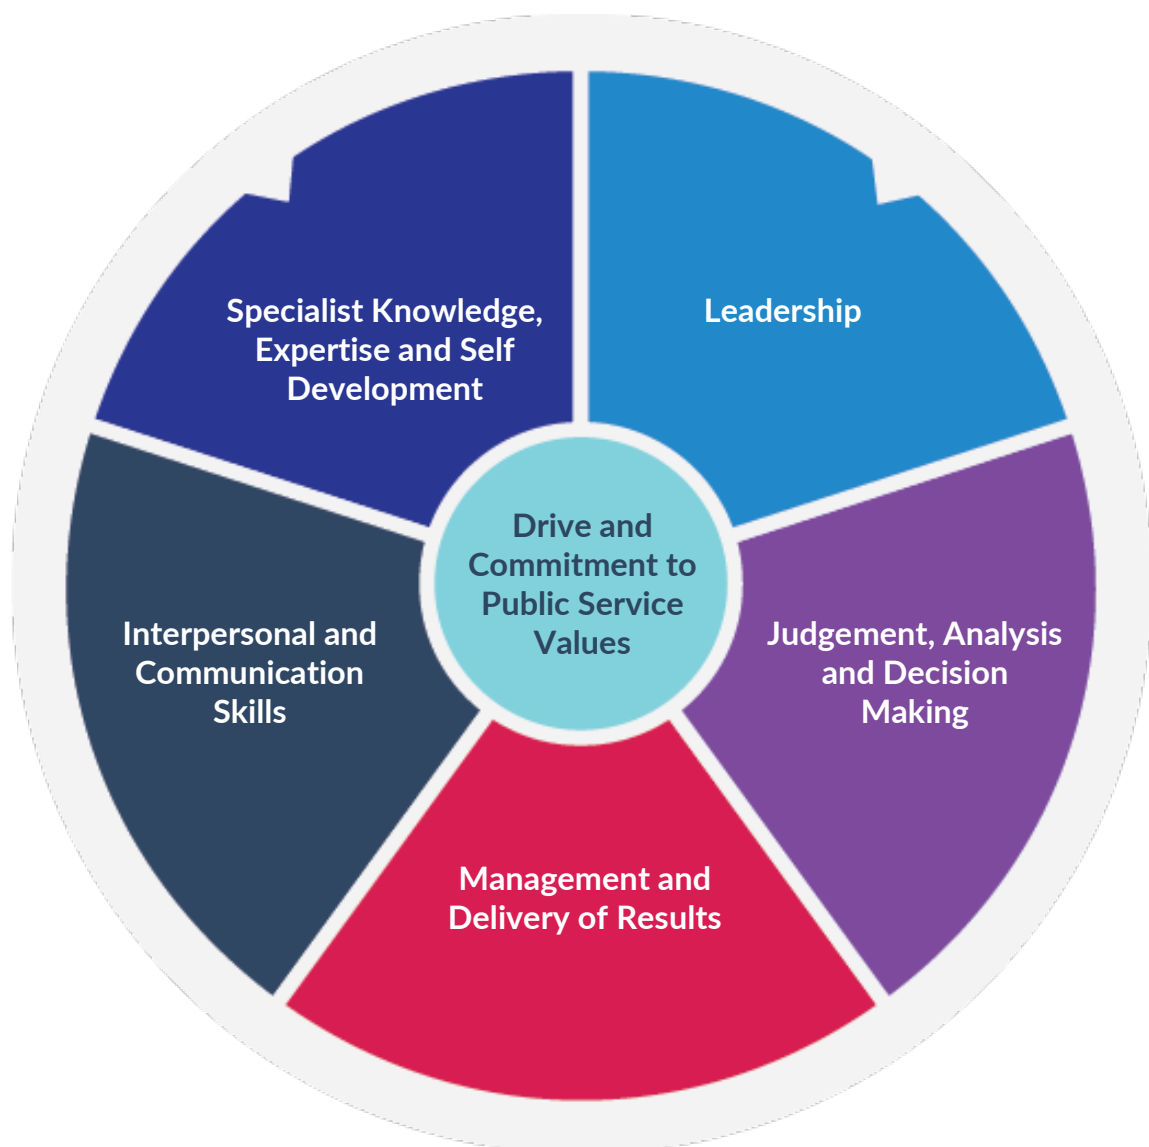 Specialist Knowledge,
Expertise and Self
Development
Leadership
Drive and
Commitment to
Public Service
Values
Interpersonal and
Communication
Skills
Judgement, Analysis
and Decision
Making
Management and
Delivery of Results